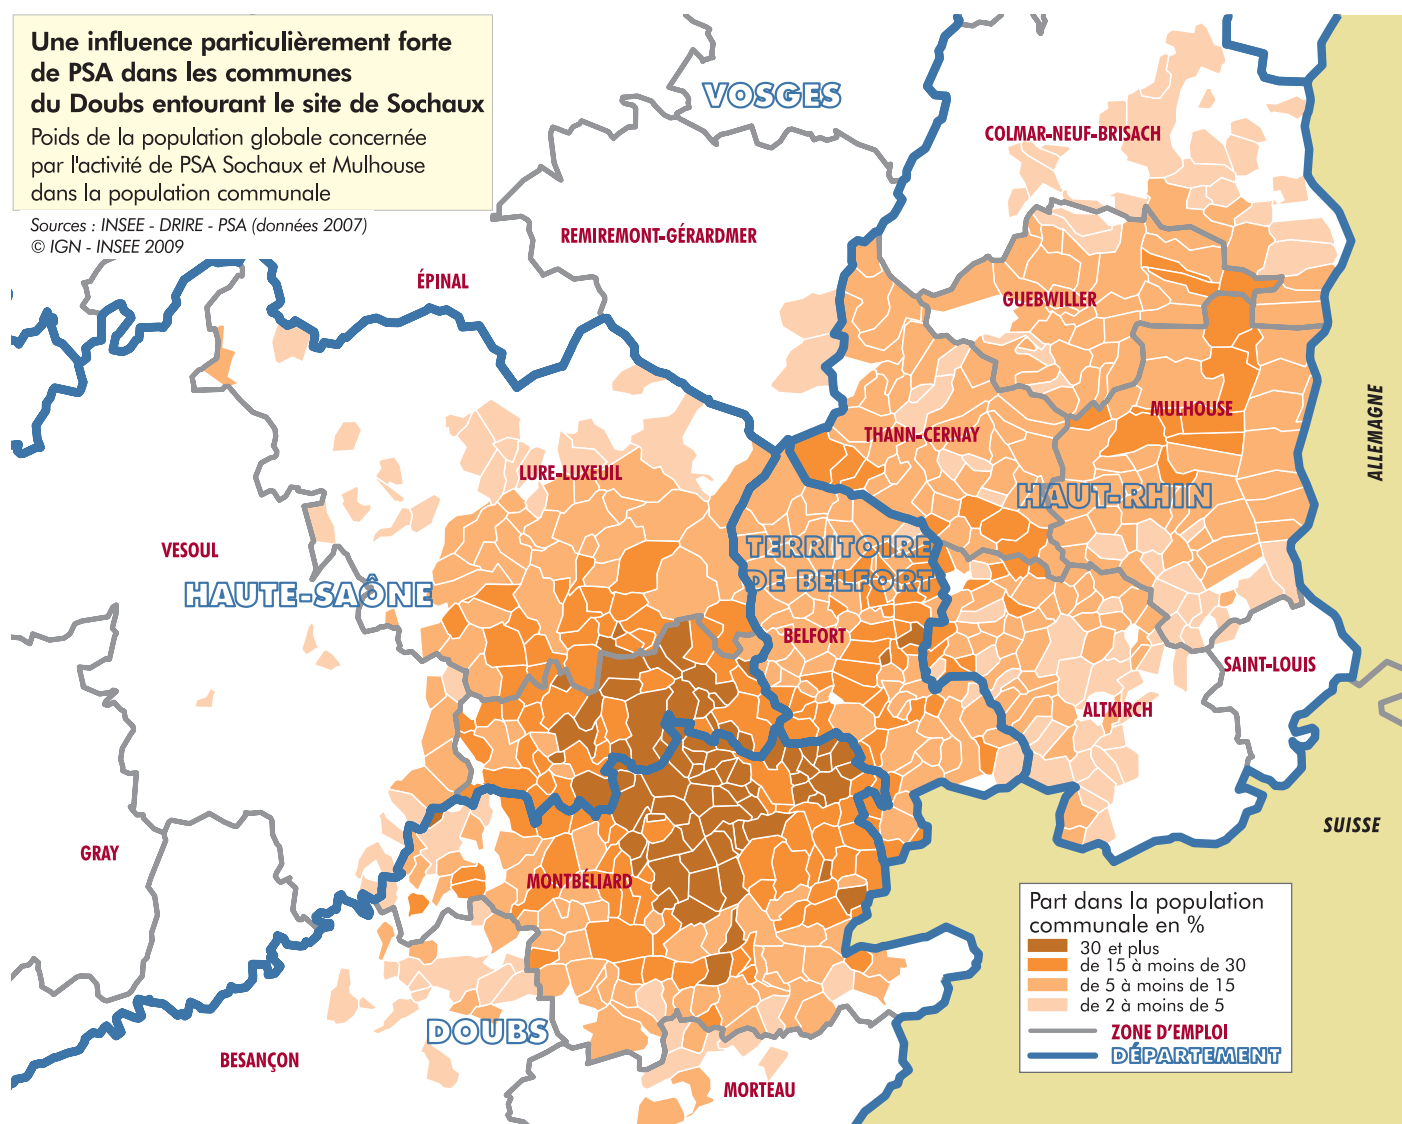 Une influence particulièrement forte
de PSA dans les communes
du Doubs entourant le site de Sochaux
Poids de la population globale concernée
par l'activité de PSA Sochaux et Mulhouse
dans la population communale
Sources : INSEE - DRIRE - PSA (données 2007)
© IGN - INSEE 2009
VOSGES
COLMAR-NEUF-BRISACH
REMIREMONT-GÉRARDMER
ÉPINAL
GUEBWILLER
MULHOUSE
THANN-CERNAY
ALLEMAGNE
LURE-LUXEUIL
HAUT-RHIN
VESOUL
TERRITOIRE
DE BELFORT
HAUTE-SAÔNE
BELFORT
SAINT-LOUIS
ALTKIRCH
SUISSE
GRAY
MONTBÉLIARD
DOUBS
BESANÇON
MORTEAU
Part dans la population
communale en %
30 et plus
de 15 à moins de 30
de 5 à moins de 15
de 2 à moins de 5
ZONE D'EMPLOI
DÉPARTEMENT